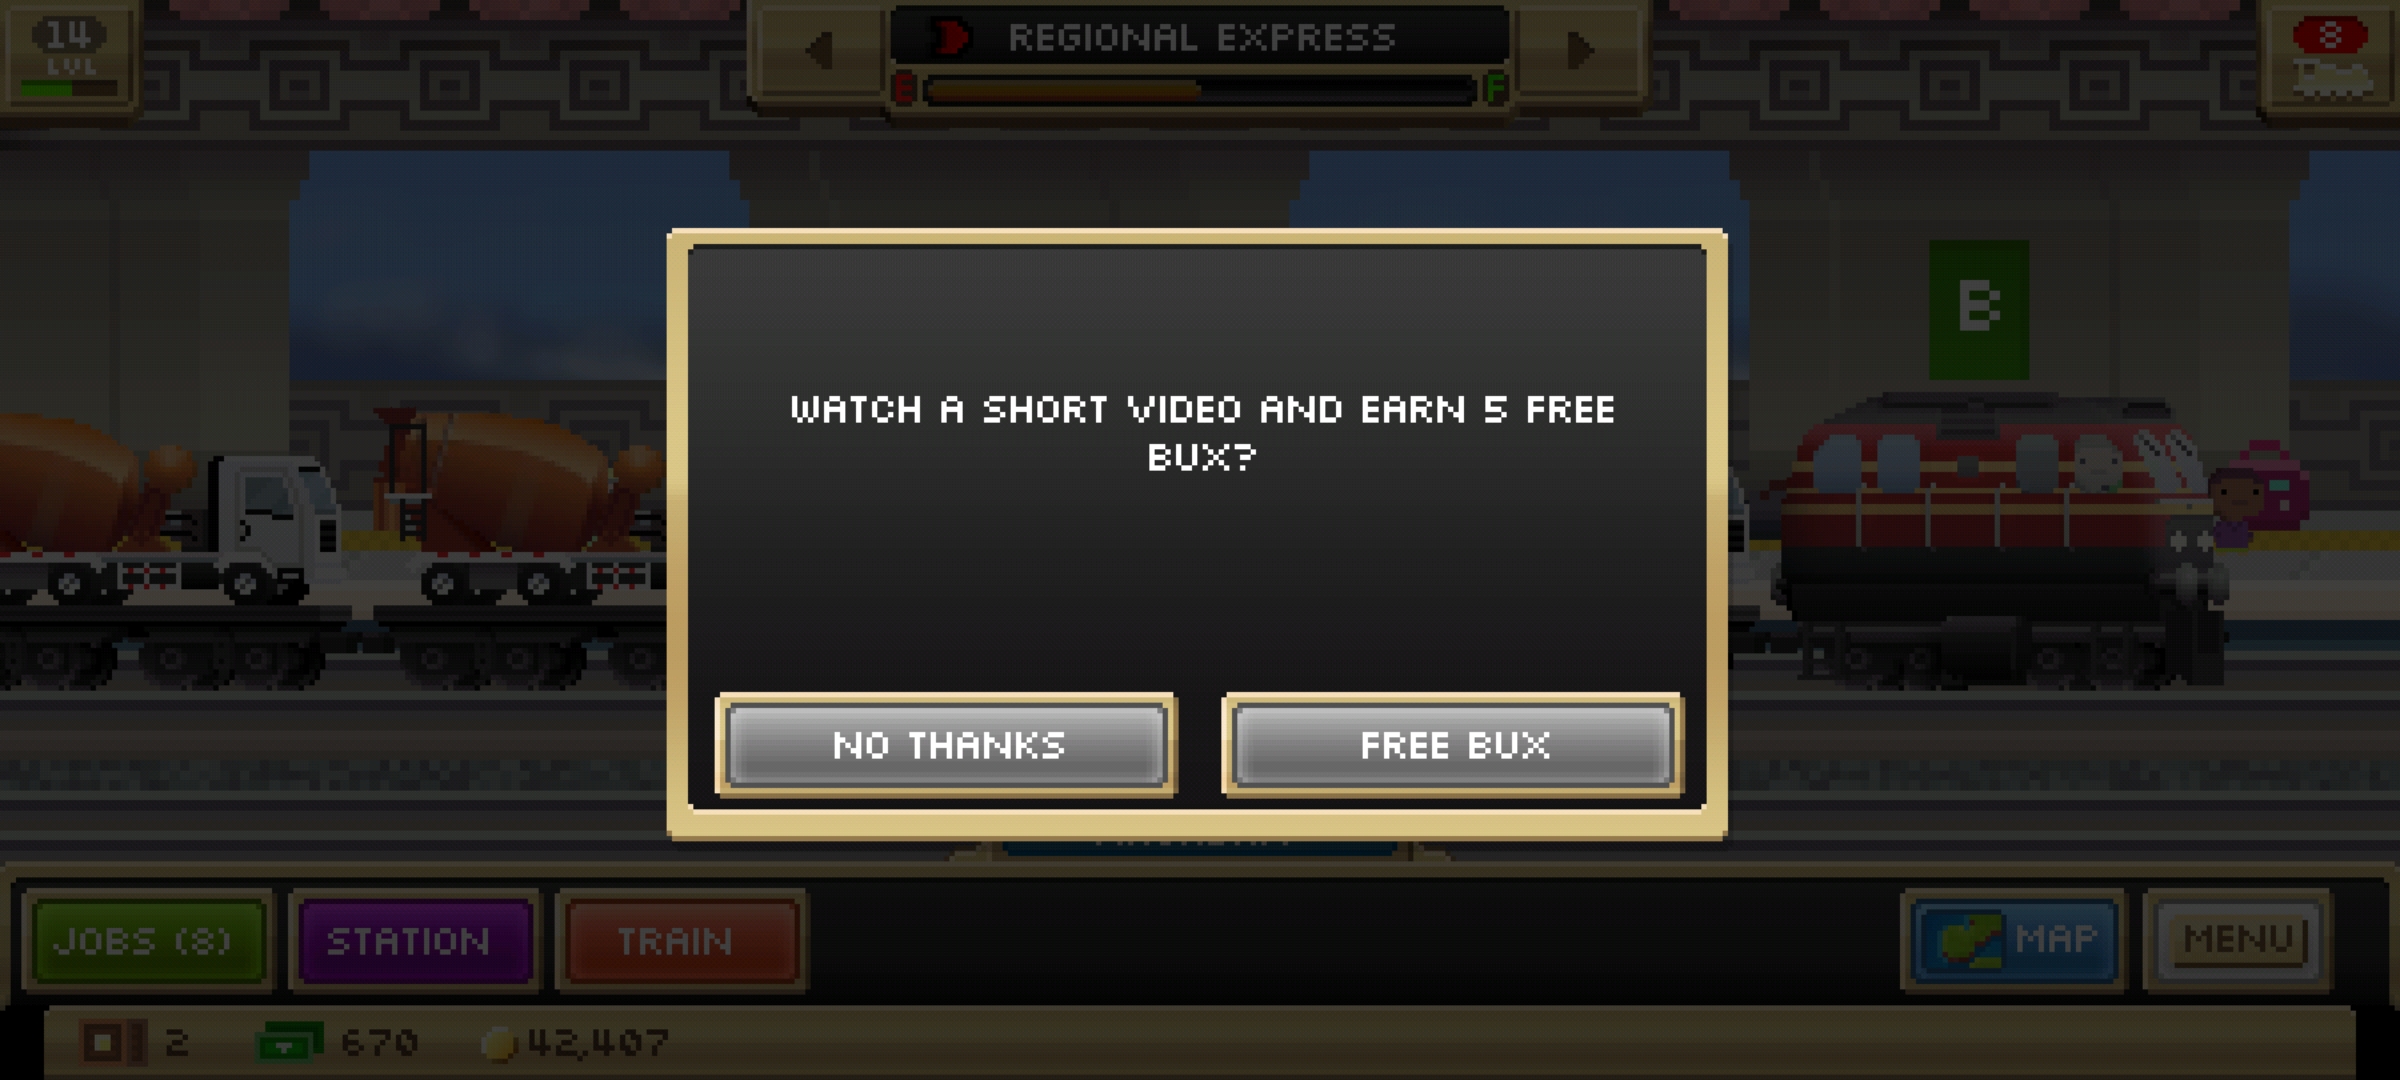 14
LVL
REGIONAL EXPRESS
E
F
8
B
WATCH A SHORT VIDEO AND EARN 5 FREE
BUX?
NO THANKS
FREE BUX
JOBS (8)
STATION
TRAIN
MAP
MENU
2
670
42,407